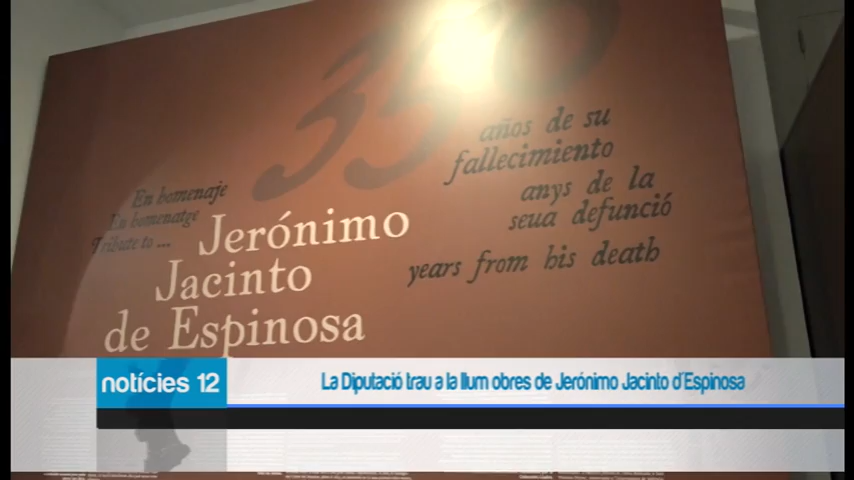 350
años de su
fallecimiento
anys de la
seua defunció
years from his death
En homenaje
En homenatge
Tribute to ...
Jerónimo
Jacinto
de Espinosa
notícies 12
La Diputació trau a la llum obres de Jerónimo Jacinto d'Espinosa